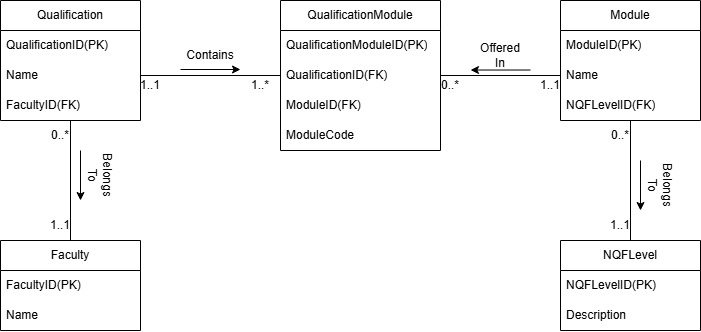 Qualification
QualificationID(PK)
Name
FacultyID(FK)
Contains
1..1
1..*
QualificationModule
QualificationModuleID(PK)
QualificationID(FK)
ModuleID(FK)
ModuleCode
Offered
In
0..*
1..1
Module
ModuleID(PK)
Name
NQFLevelID(FK)
0..*
Belongs
To
1..1
0..*
Belongs
To
1..1
Faculty
FacultyID(PK)
Name
NQFLevel
NQFLevelID(PK)
Description